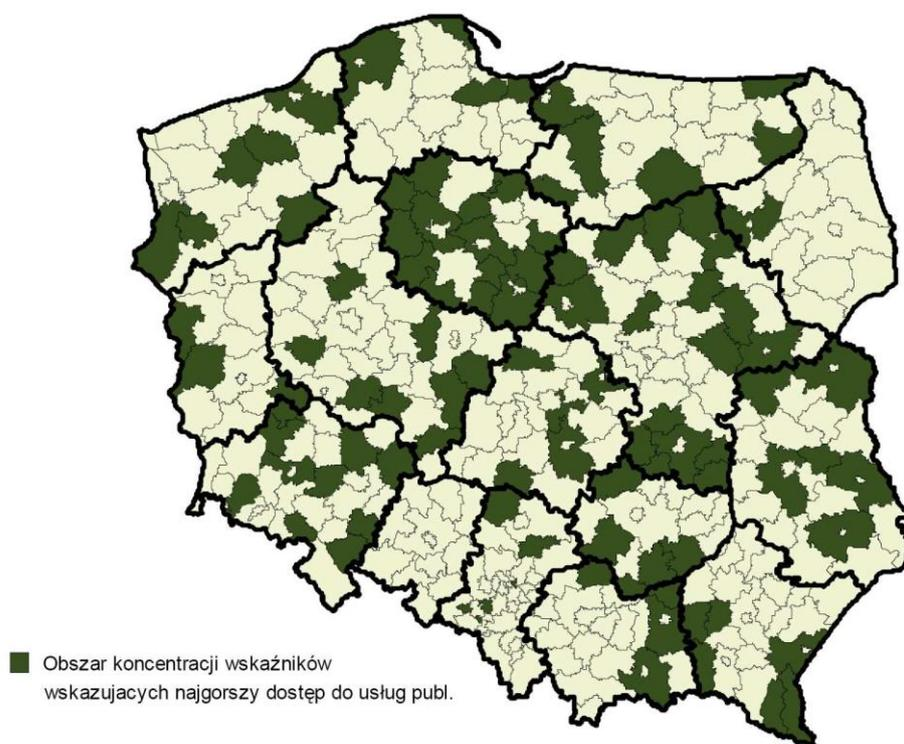 Obszar koncentracji wskaźników
wskazujacych najgorszy dostęp do usług publ.